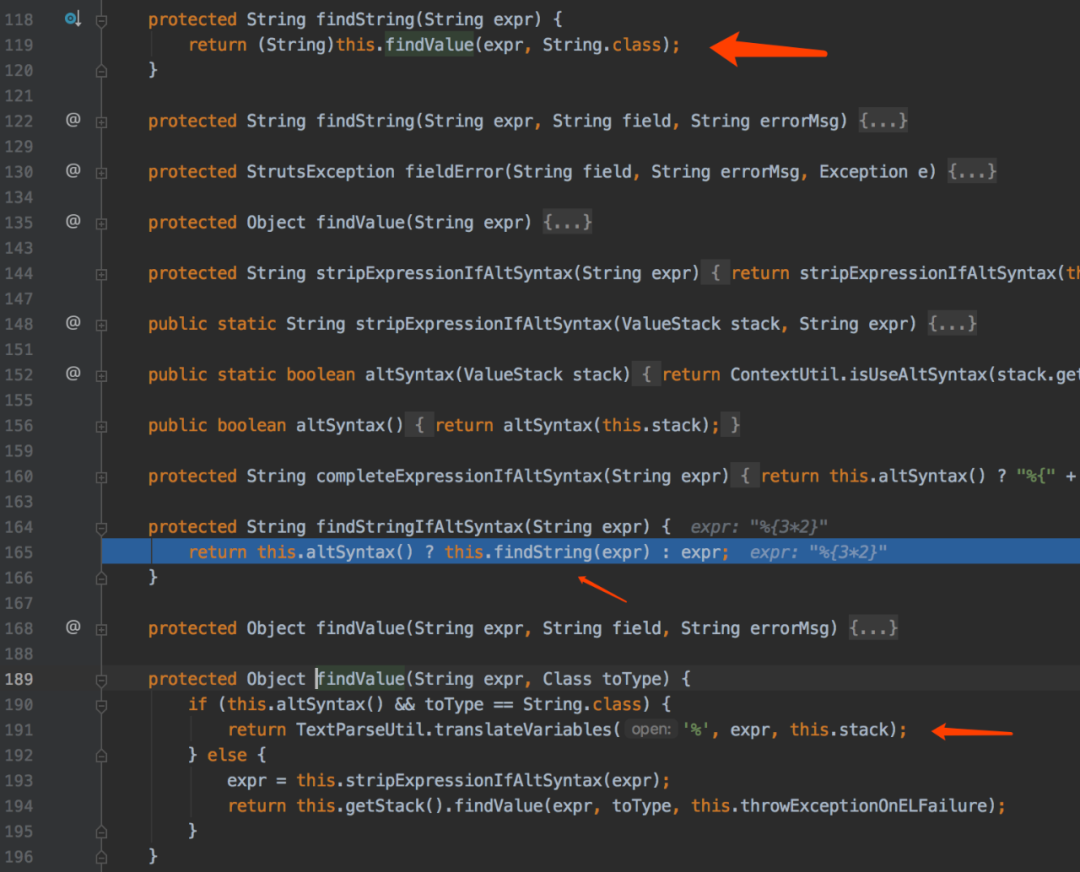 118 protected String findString(String expr) {
119 return (String)this.findValue(expr, String.class);
120 }
121
122 @ protected String findString(String expr, String field, String errorMsg) {...}
129
130 @ protected StrutsException fieldError(String field, String errorMsg, Exception e) {...}
134
135 @ protected Object findValue(String expr) {...}
143
144 protected String stripExpressionIfAltSyntax(String expr) { return stripExpressionIfAltSyntax(th
147
148 @ public static String stripExpressionIfAltSyntax(ValueStack stack, String expr) {...}
151
152 @ public static boolean altSyntax(ValueStack stack) { return ContextUtil.isUseAltSyntax(stack.get
155
156 public boolean altSyntax() { return altSyntax(this.stack); }
159
160 protected String completeExpressionIfAltSyntax(String expr) { return this.altSyntax() ? "%{" +
163
164 protected String findStringIfAltSyntax(String expr) { expr: "%{3*2}"
165 return this.altSyntax() ? this.findString(expr) : expr; expr: "%{3*2}"
166 }
167
168 @ protected Object findValue(String expr, String field, String errorMsg) {...}
188
189 protected Object findValue(String expr, Class toType) {
190 if (this.altSyntax() && toType == String.class) {
191 return TextParseUtil.translateVariables( open: '%', expr, this.stack);
192 } else {
193 expr = this.stripExpressionIfAltSyntax(expr);
194 return this.getStack().findValue(expr, toType, this.throwExceptionOnELFailure);
195 }
196 }